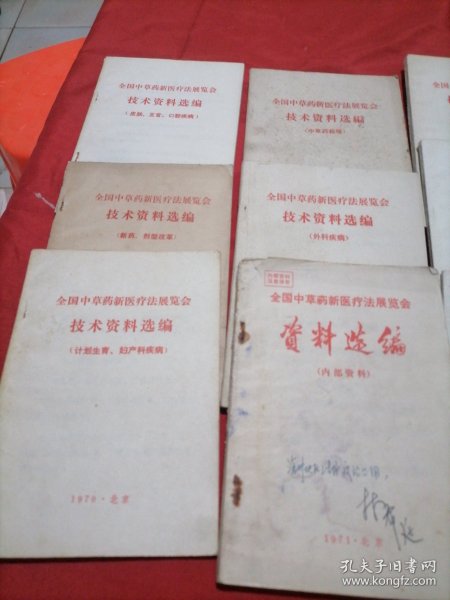 全国中草药新医疗法展览会
技术资料选编
(皮肤、五官、口腔疾病)
全国中草药新医疗法展览会
技术资料选编
全国中草药新医疗法展览会
技术资料选编
(新药、剂型改革)
全国中草药新医疗法展览会
技术资料选编
(外科疾病)
全国中草药新医疗法展览会
技术资料选编
(计划生育、妇产科疾病)
1970·北京
内部资料
注意保存
全国中草药新医疗法展览会
资料选编
(内部资料)
1971·北京
孔夫子旧书网
www.kongfz.com